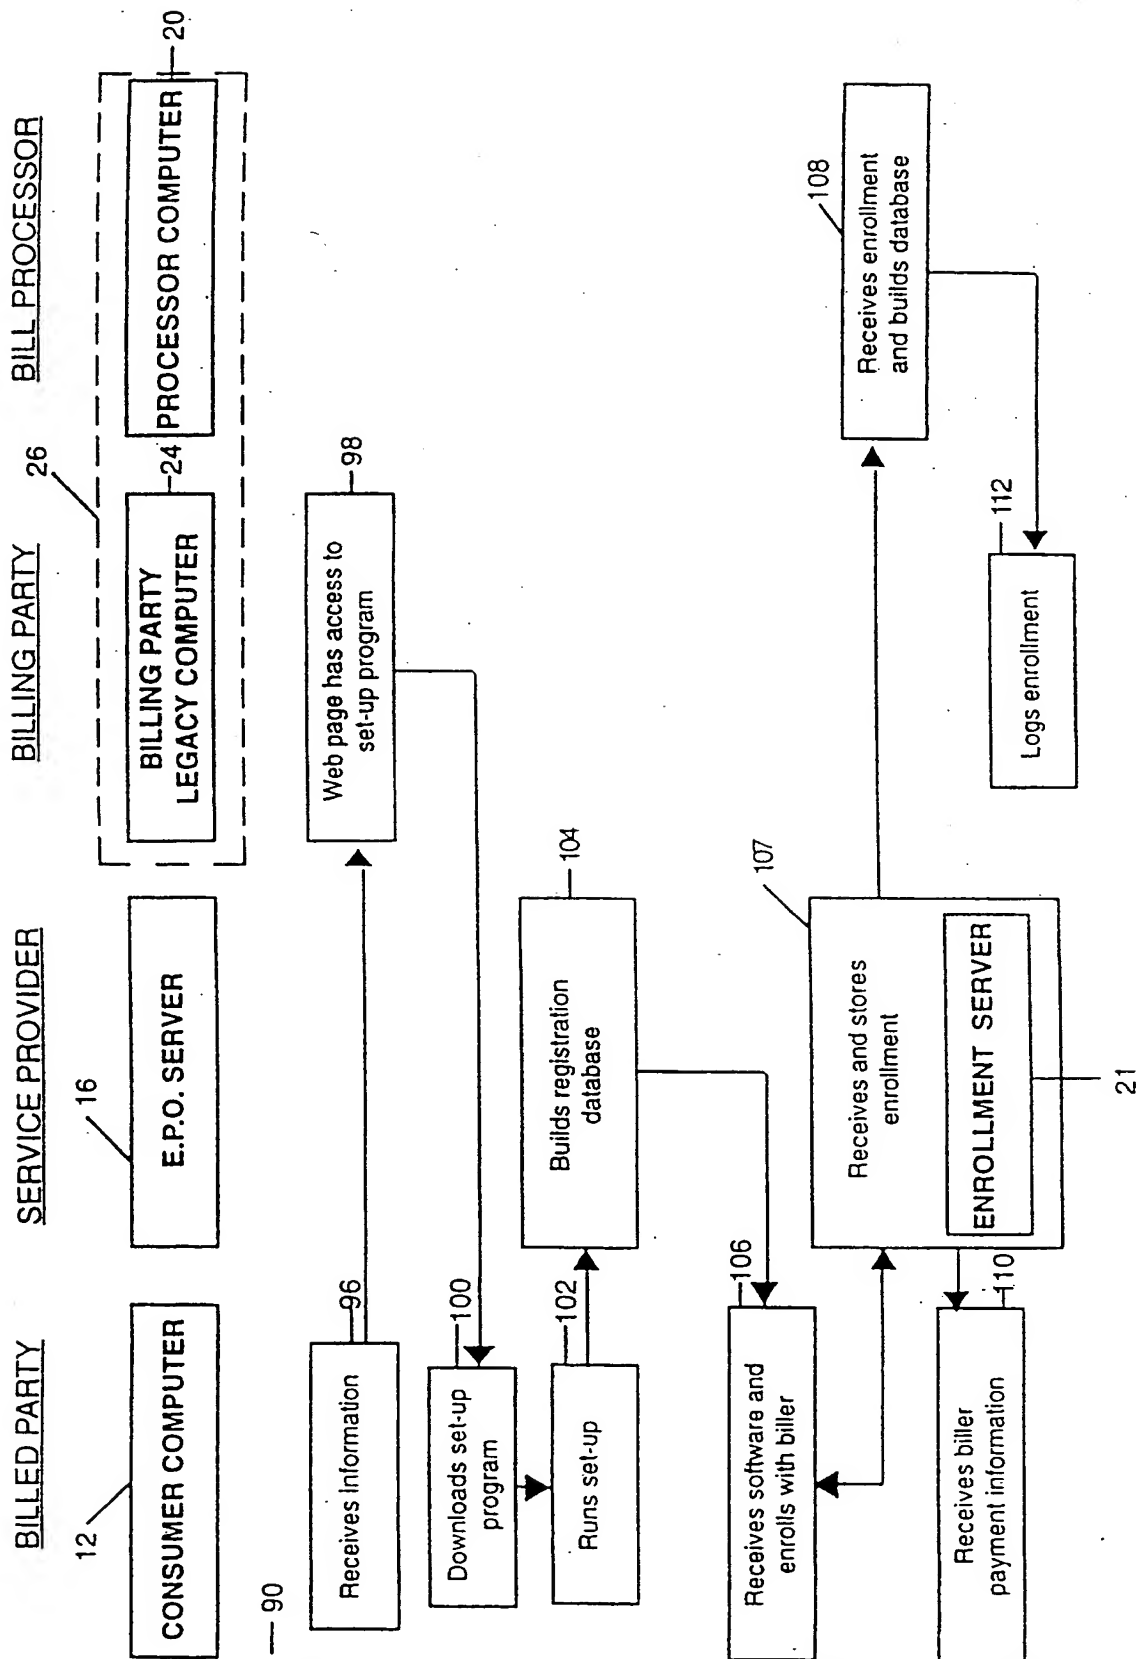 BILLED PARTY
SERVICE PROVIDER
BILLING PARTY
BILL PROCESSOR
12
16
26
CONSUMER COMPUTER
E.P.O. SERVER
BILLING PARTY
LEGACY COMPUTER
24
PROCESSOR COMPUTER
20
90
Receives Information
96
Web page has access to
set-up program
98
Downloads set-up
program
100
Runs set-up
102
Builds registration
database
104
Receives software and
enrolls with biller
106
Receives and stores
enrollment
107
ENROLLMENT SERVER
21
Receives enrollment
and builds database
108
Receives biller
payment information
110
Logs enrollment
112